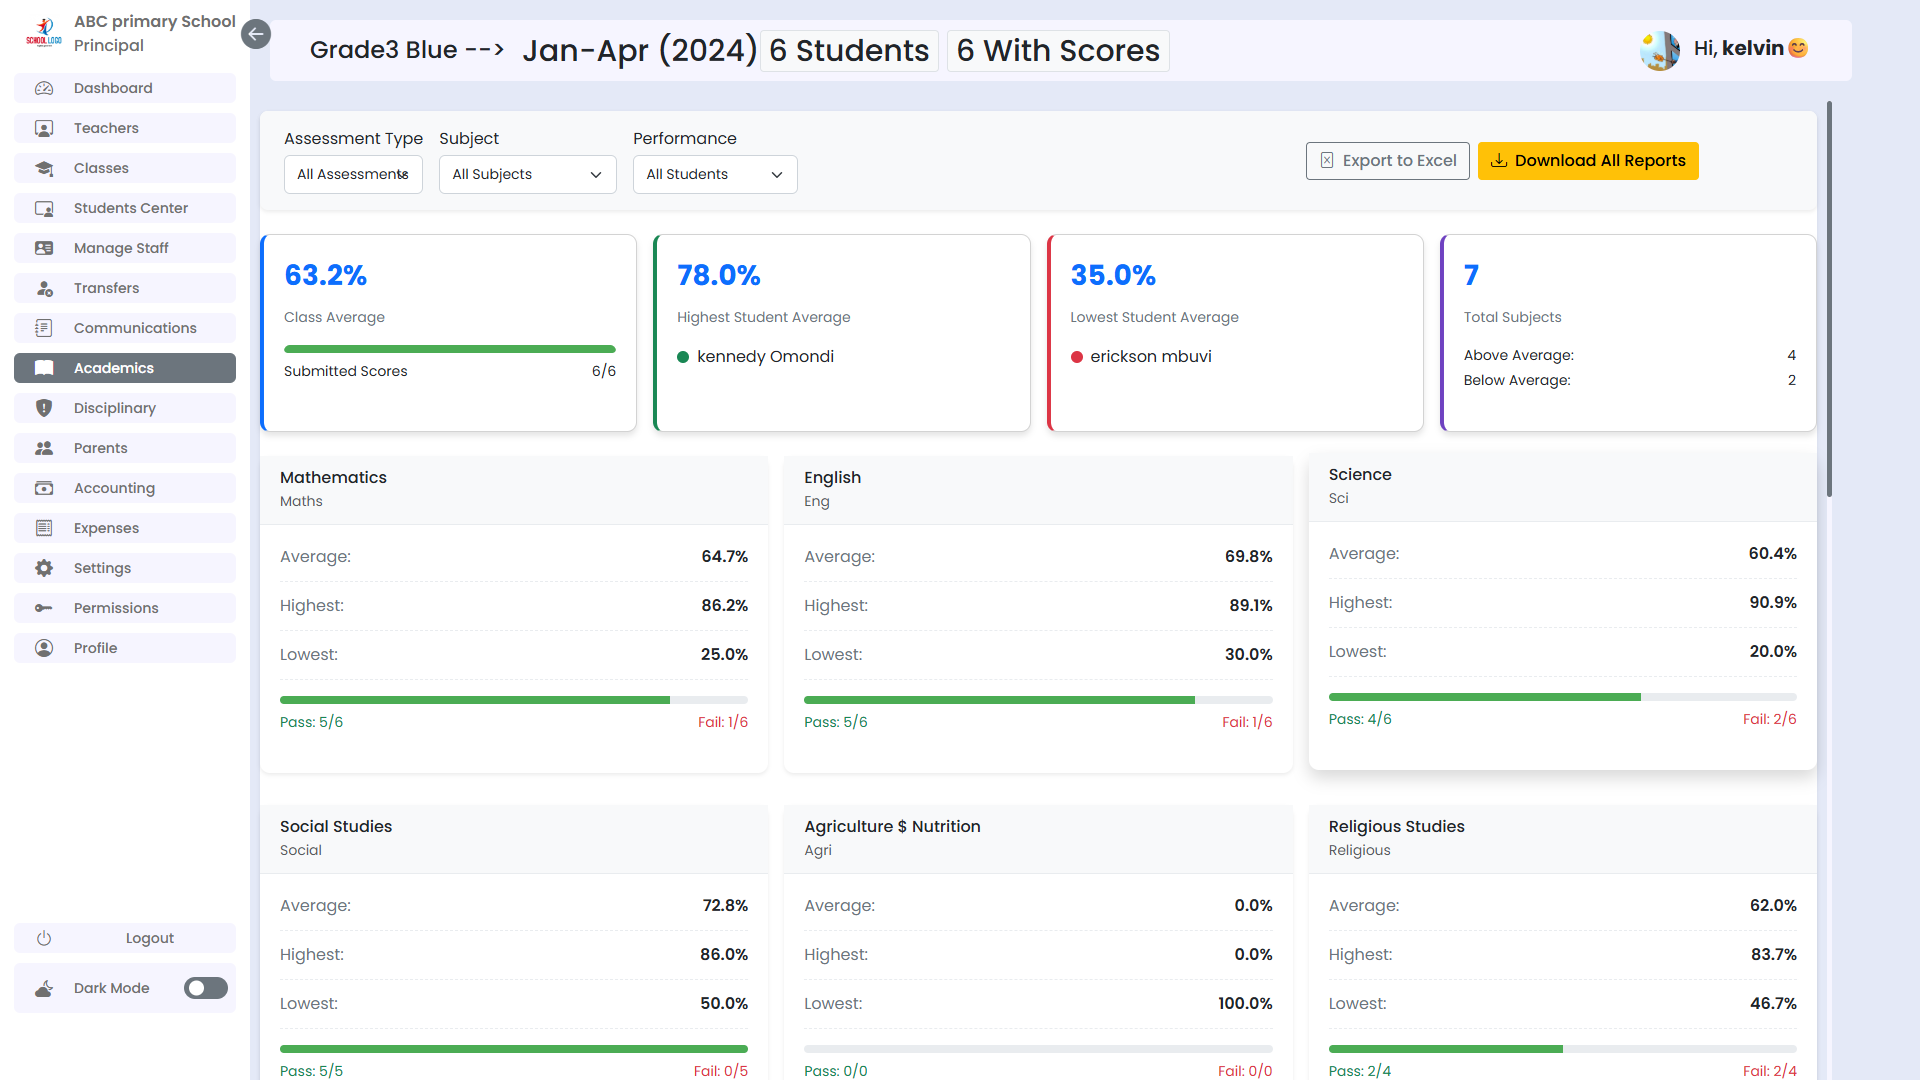 ABC primary School
Principal
SCHOOL LOGO
Dashboard
Teachers
Classes
Students Center
Manage Staff
Transfers
Communications
Academics
Disciplinary
Parents
Accounting
Expenses
Settings
Permissions
Profile
Logout
Dark Mode
Grade3 Blue --> Jan-Apr (2024) 6 Students 6 With Scores
Hi, kelvin😊
Assessment Type Subject Performance
All Assessments All Subjects All Students
Export to Excel Download All Reports
63.2%
Class Average
Submitted Scores 6/6
78.0%
Highest Student Average
kennedy Omondi
35.0%
Lowest Student Average
erickson mbuvi
7
Total Subjects
Above Average: 4
Below Average: 2
Mathematics
Maths
Average: 64.7%
Highest: 86.2%
Lowest: 25.0%
Pass: 5/6 Fail: 1/6
English
Eng
Average: 69.8%
Highest: 89.1%
Lowest: 30.0%
Pass: 5/6 Fail: 1/6
Science
Sci
Average: 60.4%
Highest: 90.9%
Lowest: 20.0%
Pass: 4/6 Fail: 2/6
Social Studies
Social
Average: 72.8%
Highest: 86.0%
Lowest: 50.0%
Pass: 5/5 Fail: 0/5
Agriculture $ Nutrition
Agri
Average: 0.0%
Highest: 0.0%
Lowest: 100.0%
Pass: 0/0 Fail: 0/0
Religious Studies
Religious
Average: 62.0%
Highest: 83.7%
Lowest: 46.7%
Pass: 2/4 Fail: 2/4